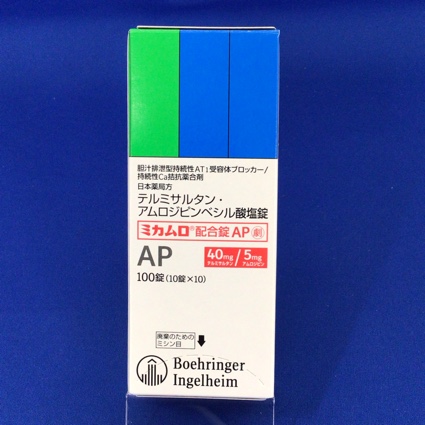 胆汁排泄型持続性AT₁受容体ブロッカー/
持続性Ca拮抗薬合剤
日本薬局方
テルミサルタン・
アムロジピンベシル酸塩錠
ミカムロ®配合錠AP 劇
AP 40mg/5mg
テルミサルタン アムロジピン
100錠(10錠×10)
廃棄のための
ミシン目
Boehringer
Ingelheim